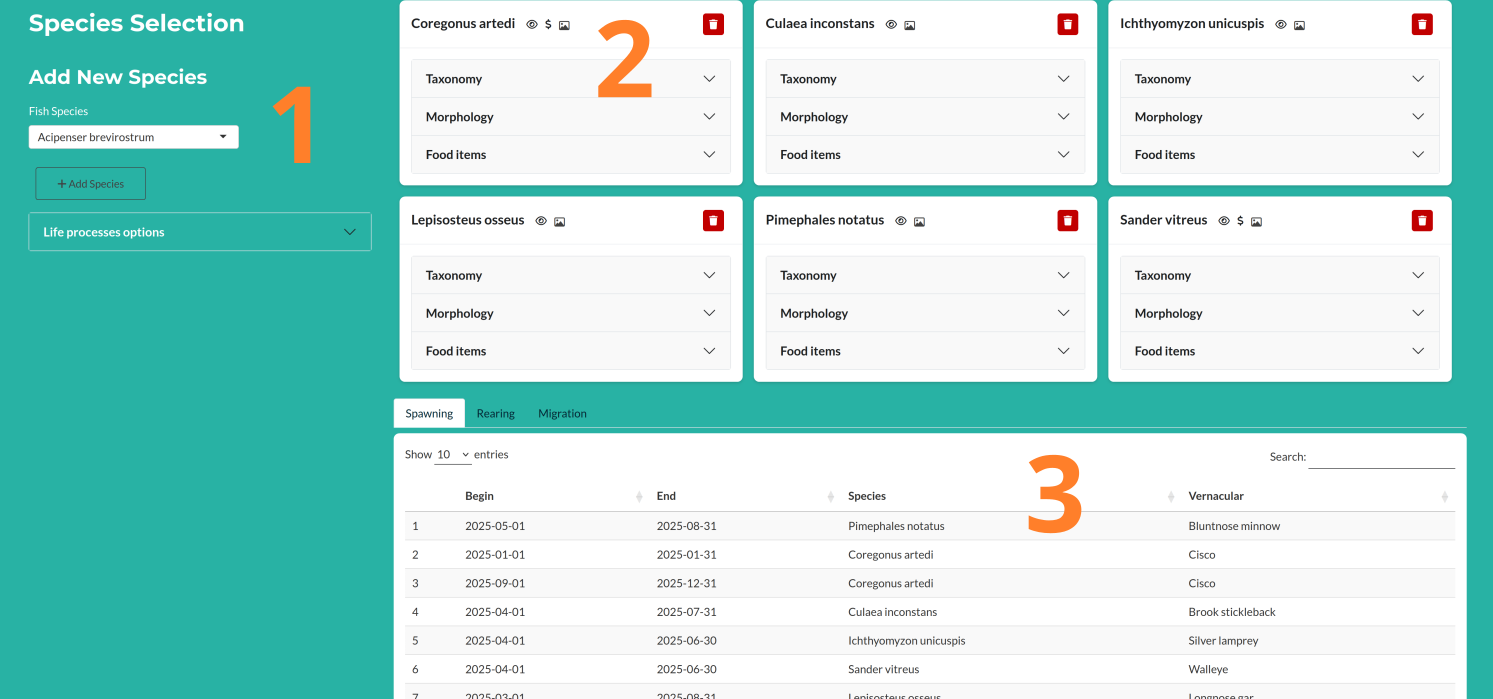 Species Selection
Add New Species
Fish Species
Acipenser brevirostrum
+ Add Species
Life processes options
1
Coregonus artedi $
Taxonomy
Morphology
Food items
2
Culaea inconstans
Taxonomy
Morphology
Food items
Ichthyomyzon unicuspis
Taxonomy
Morphology
Food items
Lepisosteus osseus
Taxonomy
Morphology
Food items
Pimephales notatus
Taxonomy
Morphology
Food items
Sander vitreus $
Taxonomy
Morphology
Food items
Spawning Rearing Migration
Show 10 entries Search:
3
Begin End Species Vernacular
1 2025-05-01 2025-08-31 Pimephales notatus Bluntnose minnow
2 2025-01-01 2025-01-31 Coregonus artedi Cisco
3 2025-09-01 2025-12-31 Coregonus artedi Cisco
4 2025-04-01 2025-07-31 Culaea inconstans Brook stickleback
5 2025-04-01 2025-06-30 Ichthyomyzon unicuspis Silver lamprey
6 2025-04-01 2025-06-30 Sander vitreus Walleye
7 2025-03-01 2025-08-31 Lepisosteus osseus Longnose gar